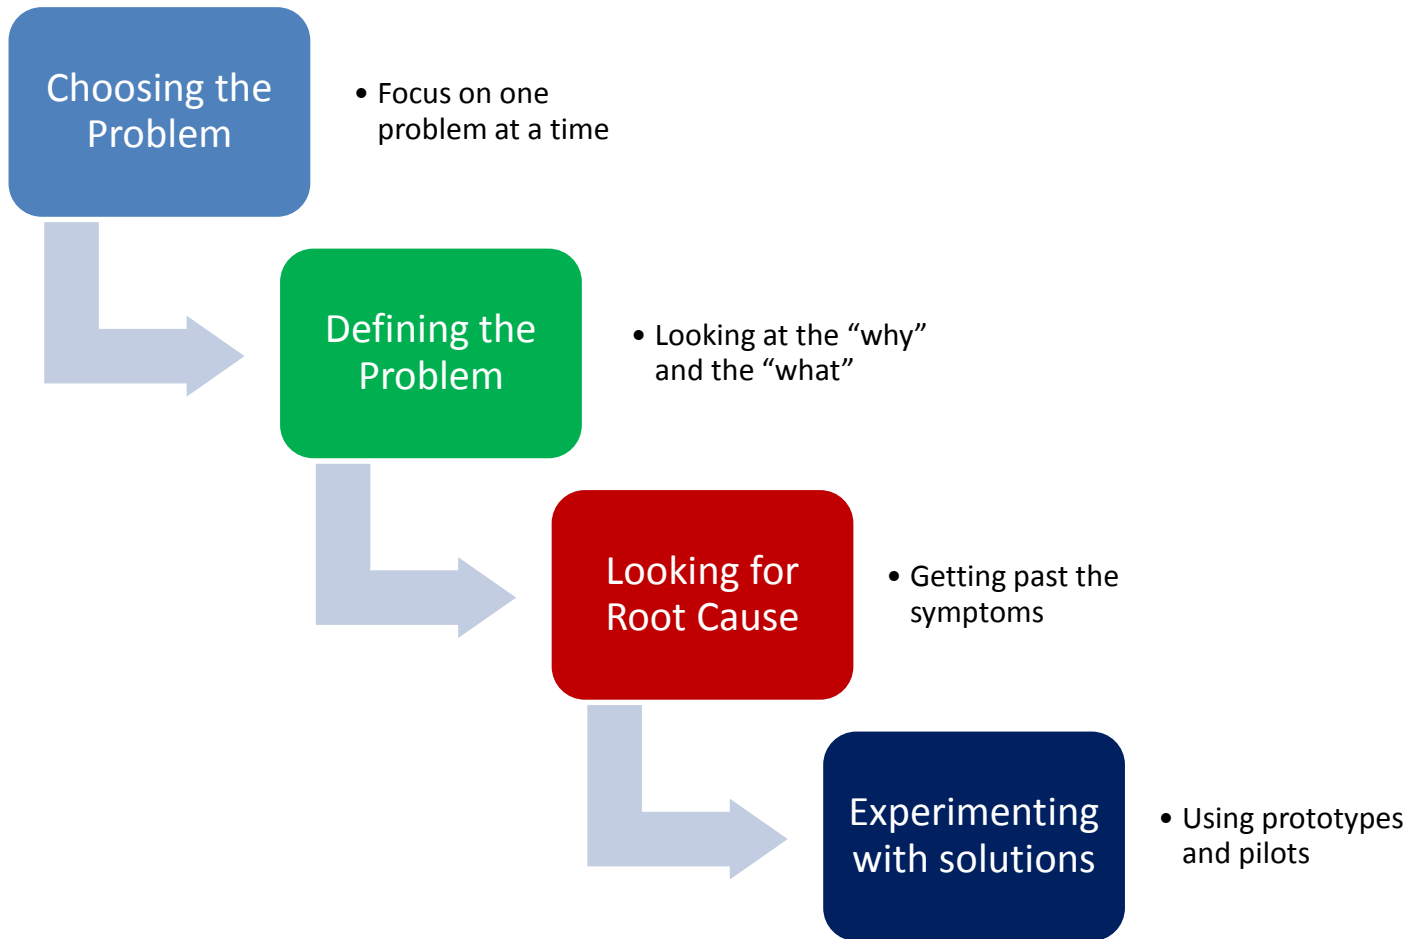 Choosing the
Problem
• Focus on one
problem at a time
Defining the
Problem
• Looking at the “why”
and the “what”
Looking for
Root Cause
• Getting past the
symptoms
Experimenting
with solutions
• Using prototypes
and pilots